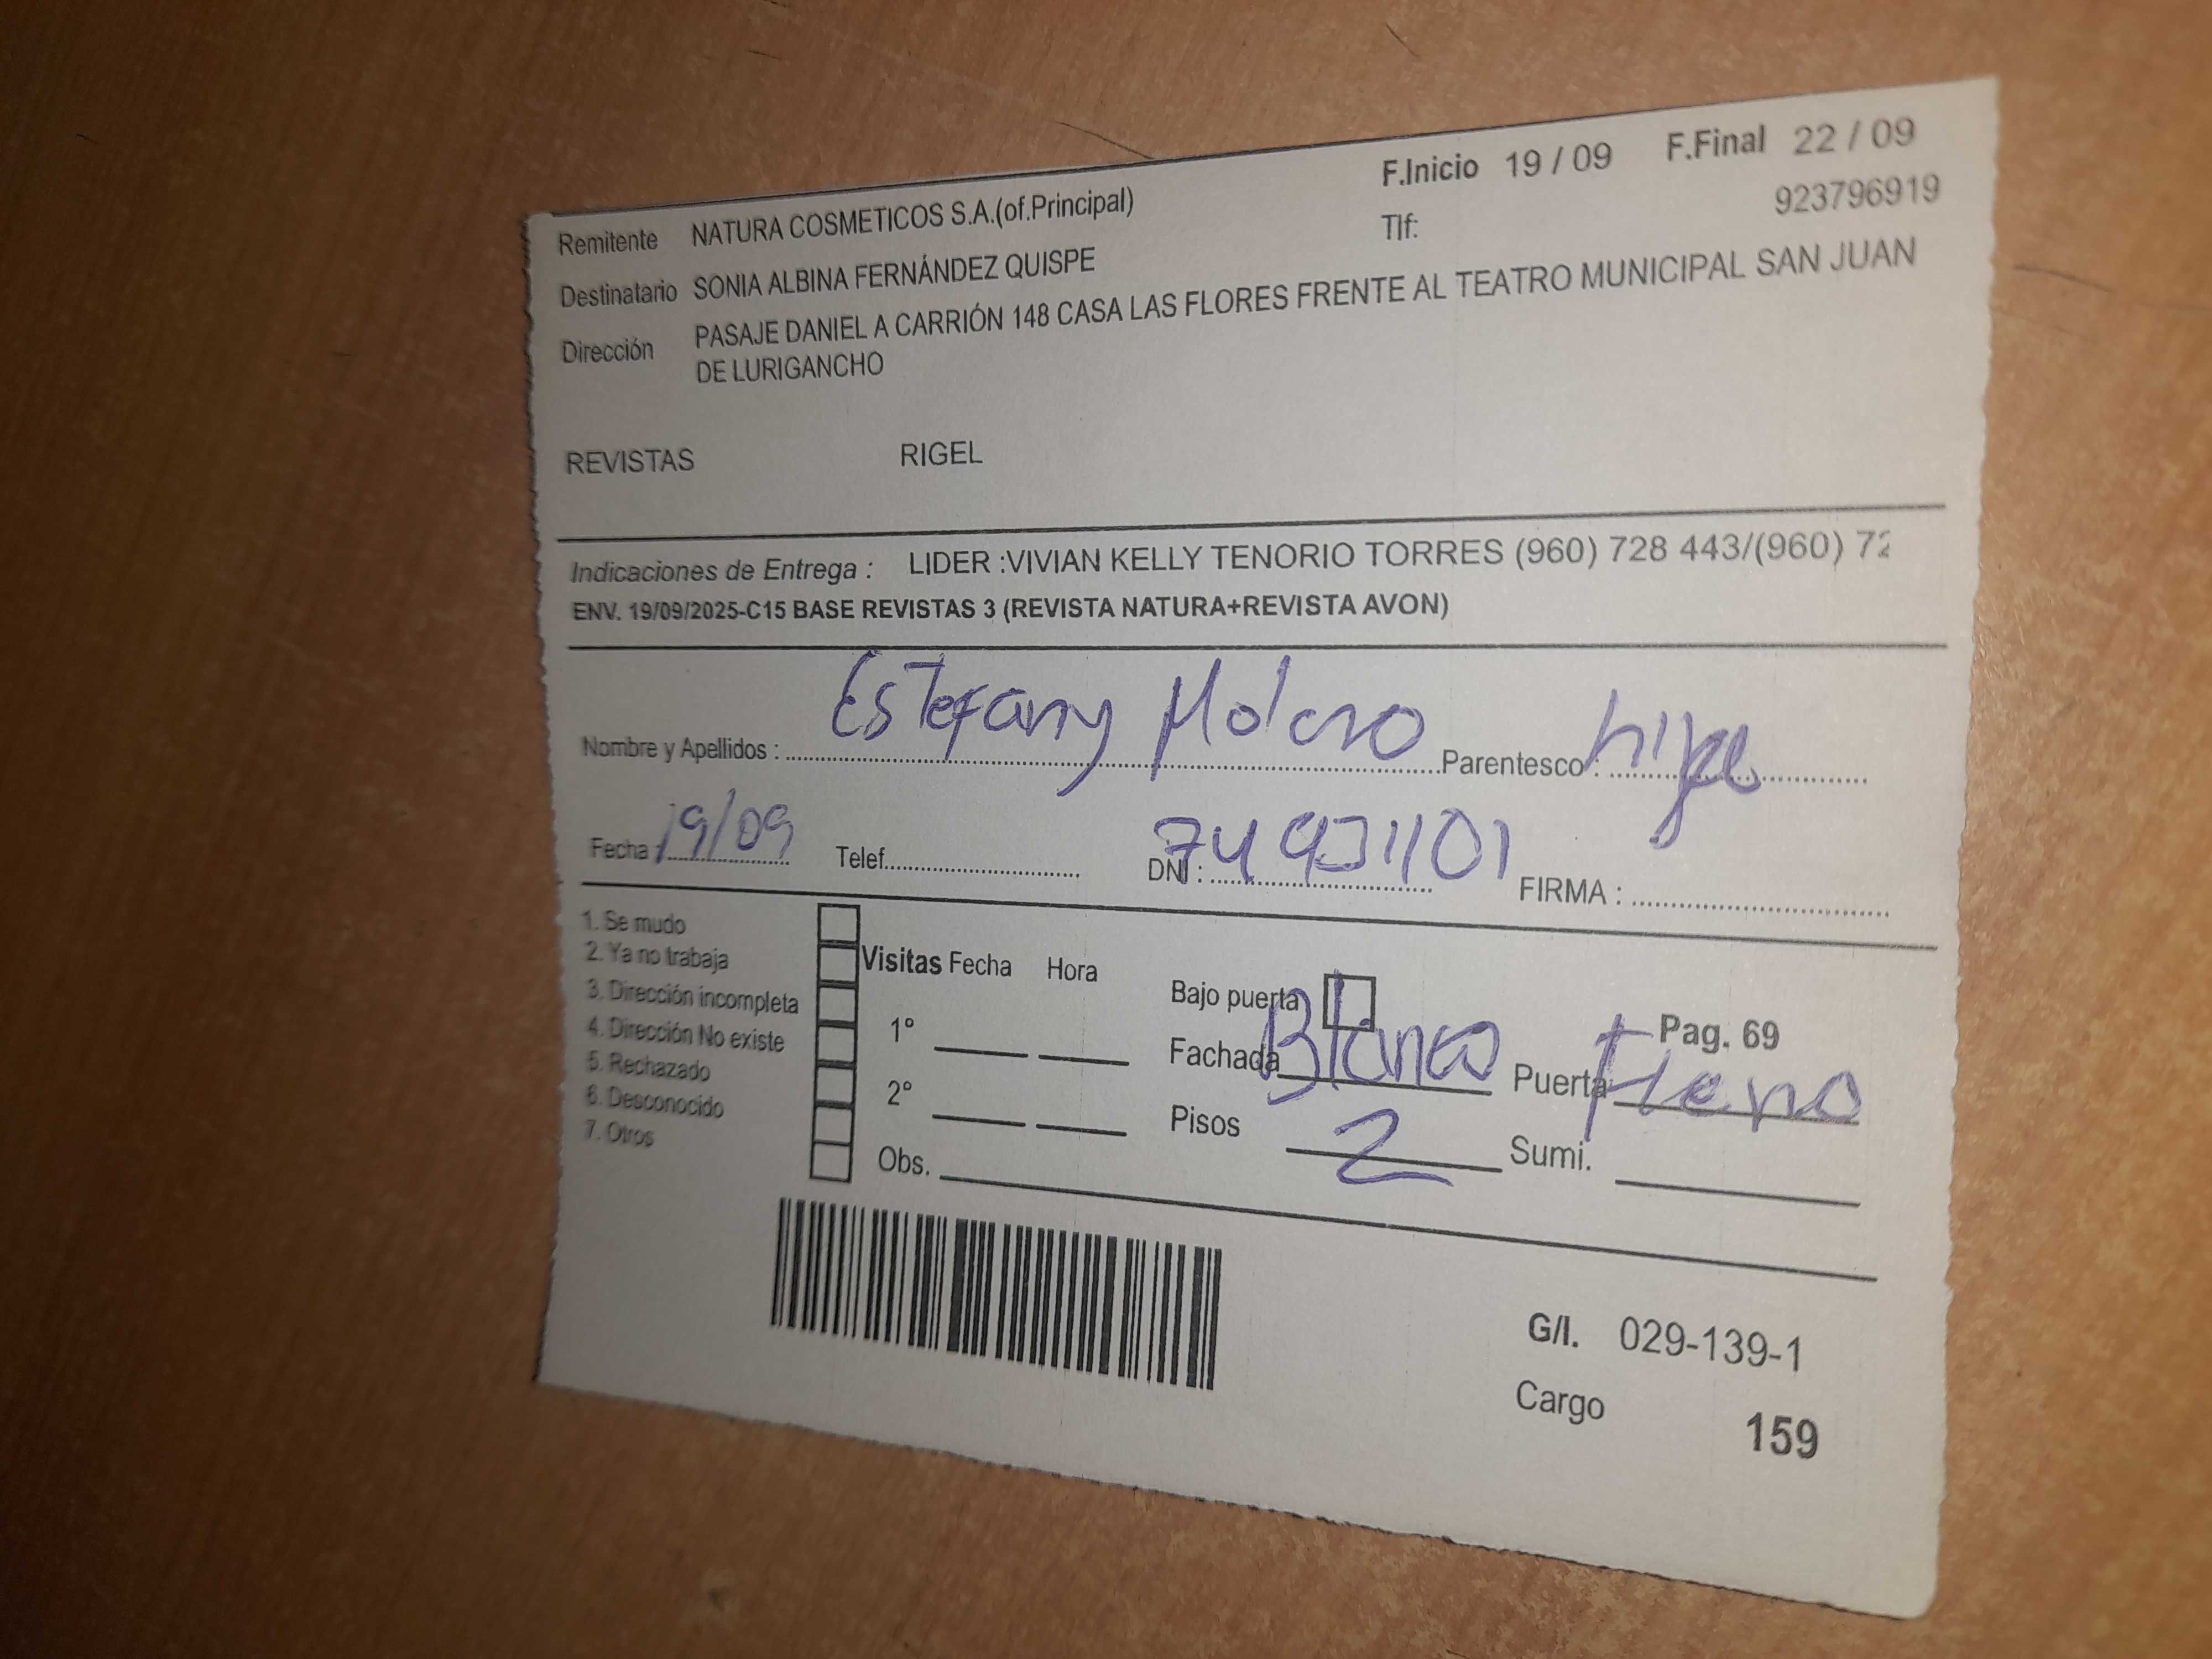 F.Inicio 19 / 09 F.Final 22 / 09
Remitente NATURA COSMETICOS S.A.(of.Principal) Tlf: 923796919
Destinatario SONIA ALBINA FERNÁNDEZ QUISPE
Dirección PASAJE DANIEL A CARRIÓN 148 CASA LAS FLORES FRENTE AL TEATRO MUNICIPAL SAN JUAN
DE LURIGANCHO
REVISTAS RIGEL
Indicaciones de Entrega : LIDER :VIVIAN KELLY TENORIO TORRES (960) 728 443/(960) 72
ENV. 19/09/2025-C15 BASE REVISTAS 3 (REVISTA NATURA+REVISTA AVON)
Nombre y Apellidos : Estefany Parentesco : hija
Fecha : 19/09 Telef. DNI : FIRMA :
1. Se mudo
2. Ya no trabaja
3. Dirección incompleta
4. Dirección No existe
5. Rechazado
6. Desconocido
7. Otros
Visitas Fecha Hora
1°
2°
Obs.
Bajo puerta Pag. 69
Fachada Blanco Puerta
Pisos 2 Sumi.
G/I. 029-139-1
Cargo 159